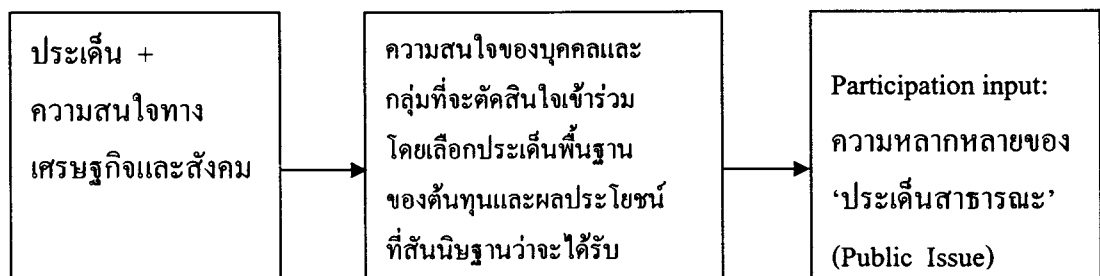 ประเด็น +
ความสนใจทาง
เศรษฐกิจและสังคม
ความสนใจของบุคคลและ
กลุ่มที่จะตัดสินใจเข้าร่วม
โดยเลือกประเด็นพื้นฐาน
ของต้นทุนและผลประโยชน์
ที่สันนิษฐานว่าจะได้รับ
Participation input:
ความหลากหลายของ
‘ประเด็นสาธารณะ’
(Public Issue)